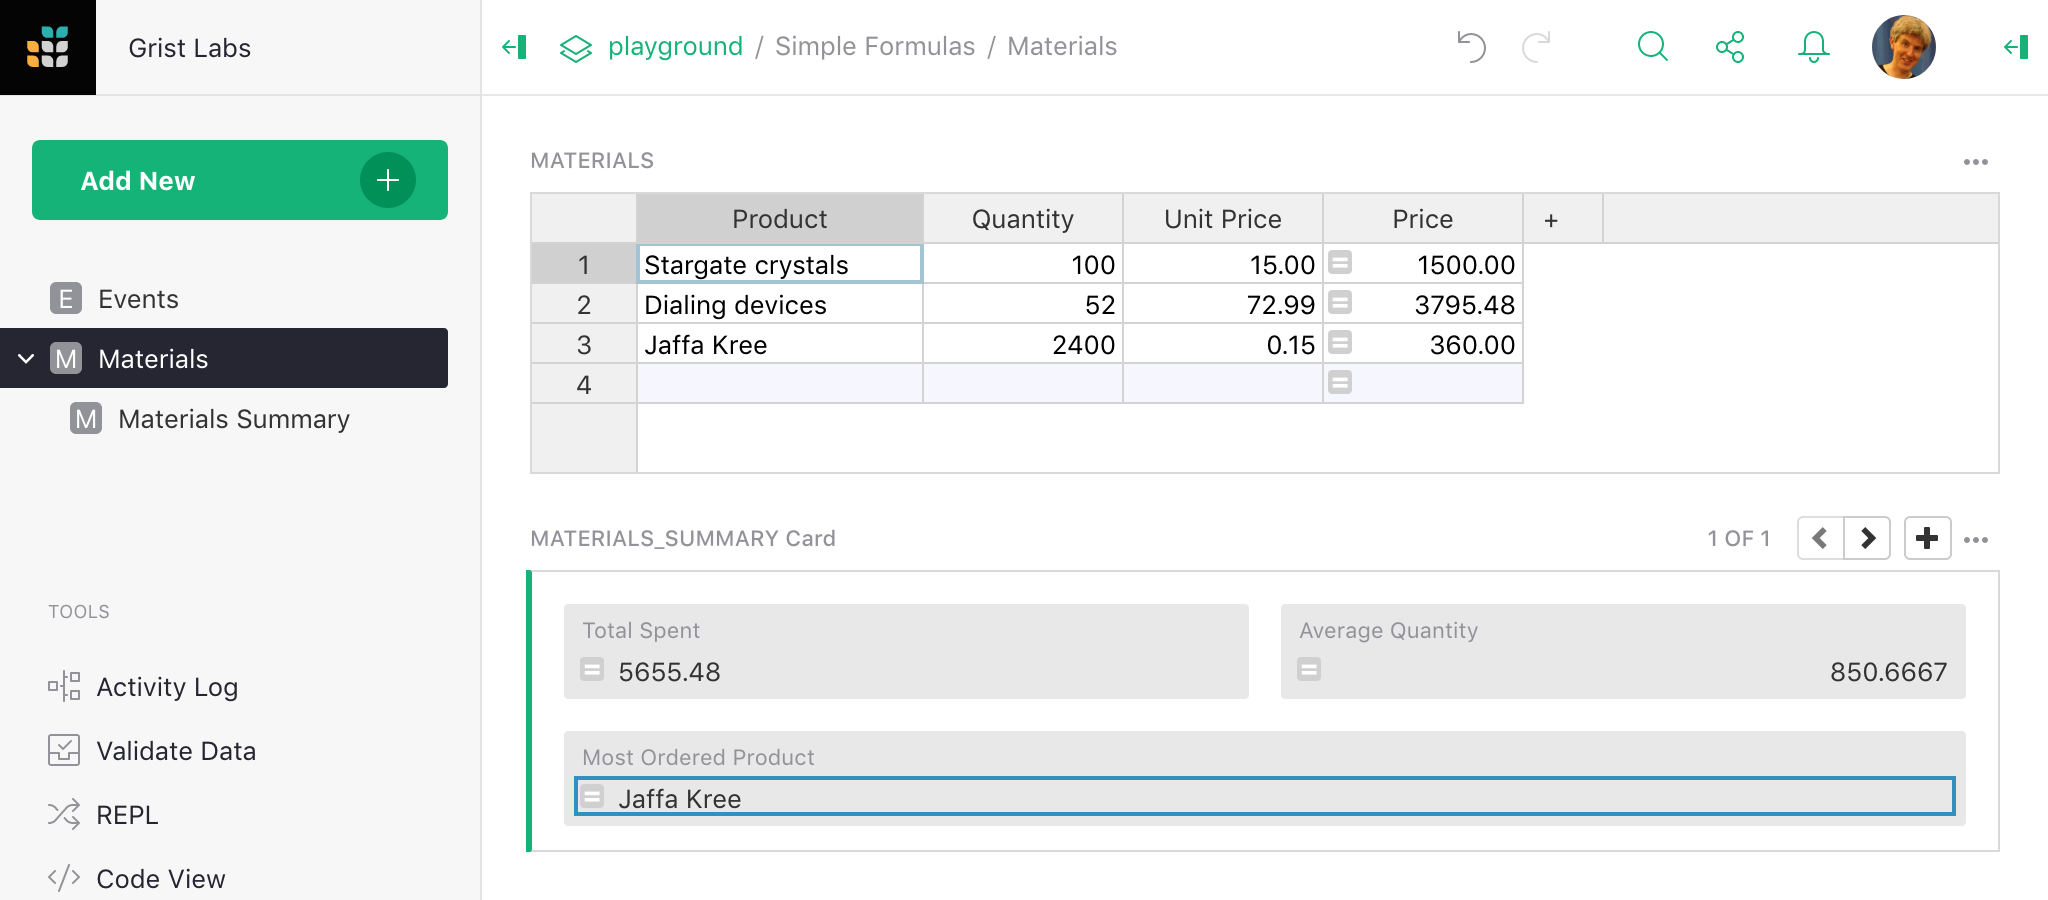 Grist Labs
playground / Simple Formulas / Materials
Add New
E Events
M Materials
M Materials Summary
TOOLS
Activity Log
Validate Data
REPL
</> Code View
MATERIALS
Product Quantity Unit Price Price +
1 Stargate crystals 100 15.00 = 1500.00
2 Dialing devices 52 72.99 = 3795.48
3 Jaffa Kree 2400 0.15 = 360.00
4 =
MATERIALS_SUMMARY Card 1 OF 1
Total Spent Average Quantity
= 5655.48 = 850.6667
Most Ordered Product
= Jaffa Kree